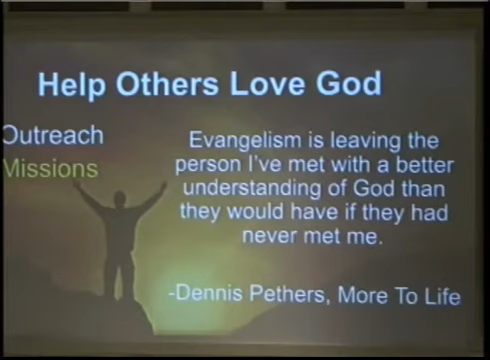 Help Others Love God
Outreach
Missions
Evangelism is leaving the
person I've met with a better
understanding of God than
they would have if they had
never met me.
-Dennis Pethers, More To Life